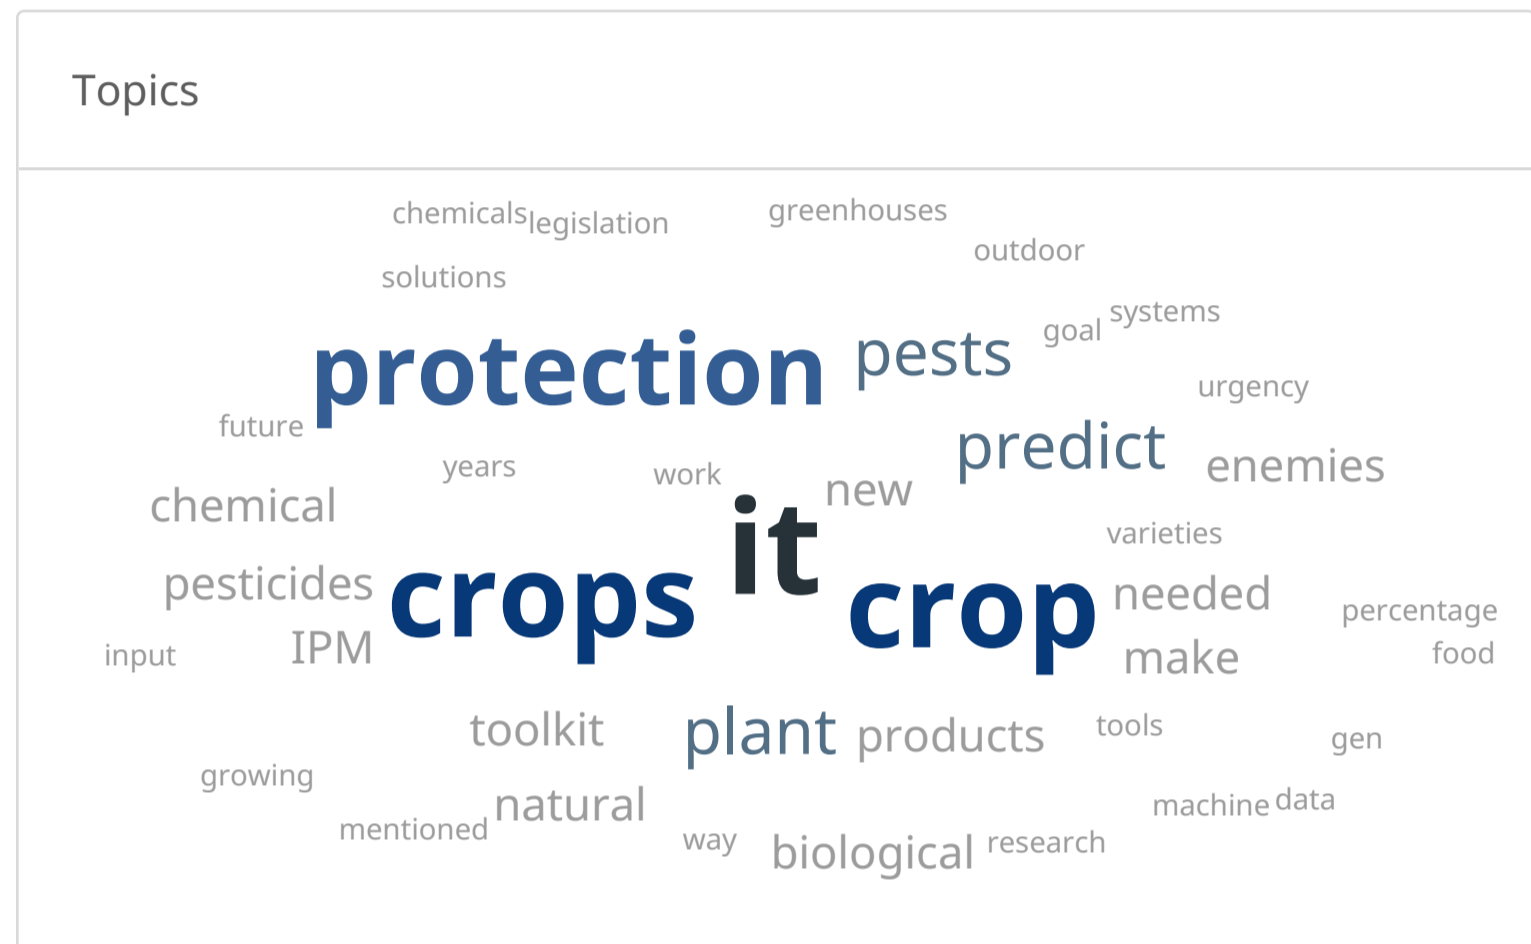 Topics
chemicals legislation greenhouses
outdoor
solutions
systems
goal
protection pests
urgency
future
predict
years work enemies
new
chemical
it
varieties
pesticides crops crop needed
percentage
input IPM make food
toolkit plant products tools
gen
growing
natural machine data
mentioned
way biological research